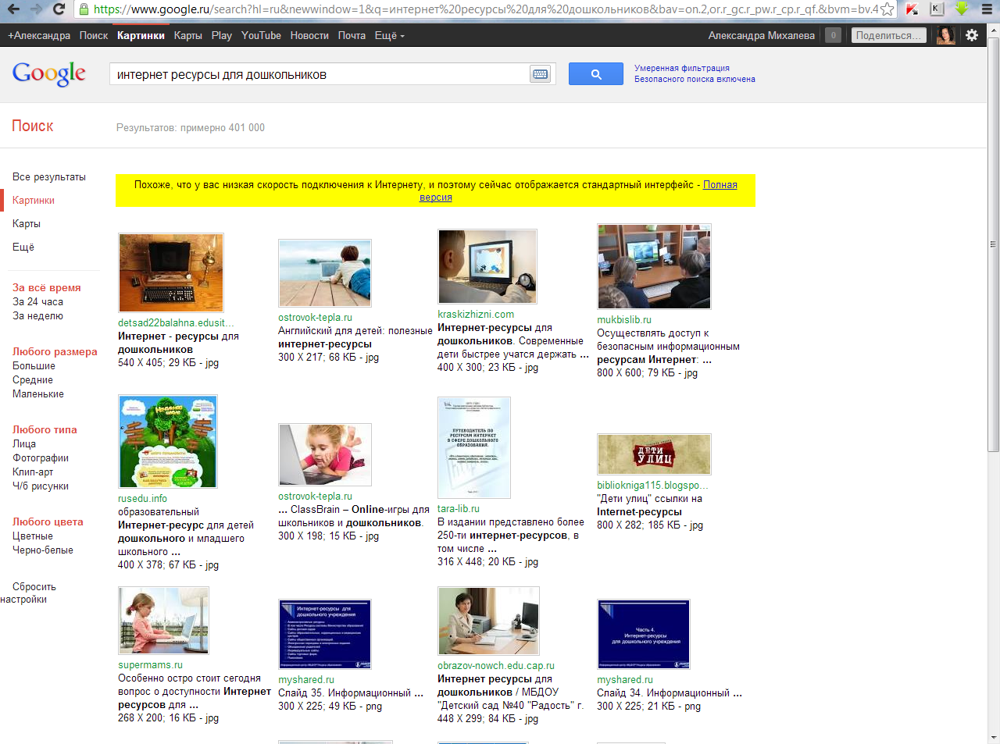 https://www.google.ru/search?hl=ru&newwindow=1&q=интернет%20ресурсы%20для%20дошкольников&bav=on.2,or.r_gc.r_pw.r_cp.r_qf.&bvm=bv.4
+Александра Поиск Картинки Карты Play YouTube Новости Почта Ещё Александра Михалева 0 Поделиться...
Google интернет ресурсы для дошкольников
Умеренная фильтрация
Безопасного поиска включена
Поиск Результатов: примерно 401 000
Все результаты
Картинки
Карты
Ещё
За всё время
За 24 часа
За неделю
Любого размера
Большие
Средние
Маленькие
Любого типа
Лица
Фотографии
Клип-арт
Ч/б рисунки
Любого цвета
Цветные
Черно-белые
Сбросить
настройки
Похоже, что у вас низкая скорость подключения к Интернету, и поэтому сейчас отображается стандартный интерфейс - Полная
версия
detsad22balahna.edusit...
Интернет - ресурсы для
дошкольников
540 X 405; 29 КБ - jpg
ostrovok-tepla.ru
Английский для детей: полезные
интернет-ресурсы
300 X 217; 68 КБ - jpg
kraskizhizni.com
Интернет-ресурсы для
дошкольников. Современные
дети быстрее учатся держать ...
400 X 300; 23 КБ - jpg
mukbislib.ru
Осуществлять доступ к
безопасным информационным
ресурсам Интернет: ...
800 X 600; 79 КБ - jpg
rusedu.info
образовательный
Интернет-ресурс для детей
дошкольного и младшего
школьного ...
400 X 378; 67 КБ - jpg
ostrovok-tepla.ru
... ClassBrain – Online-игры для
школьников и дошкольников.
300 X 198; 15 КБ - jpg
ПУТЕВОДИТЕЛЬ ПО
РЕСУРСАМ ИНТЕРНЕТ
В СФЕРЕ ДОШКОЛЬНОГО
ОБРАЗОВАНИЯ.
tara-lib.ru
В издании представлено более
250-ти интернет-ресурсов, в
том числе ...
316 X 448; 20 КБ - jpg
ДЕТИ
УЛИЦ
bibliokniga115.blogspo...
"Дети улиц" ссылки на
Internet-ресурсы
800 X 282; 185 КБ - jpg
supermams.ru
Особенно остро стоит сегодня
вопрос о доступности Интернет
ресурсов для ...
268 X 200; 16 КБ - jpg
Интернет-ресурсы для
дошкольного учреждения
myshared.ru
Слайд 35. Информационный ...
300 X 225; 49 КБ - png
obrazov-nowch.edu.cap.ru
Интернет ресурсы для
дошкольников / МБДОУ
"Детский сад №40 "Радость" г.
448 X 299; 84 КБ - jpg
Часть 4.
Интернет-ресурсы
для дошкольного учреждения
myshared.ru
Слайд 34. Информационный ...
300 X 225; 21 КБ - png